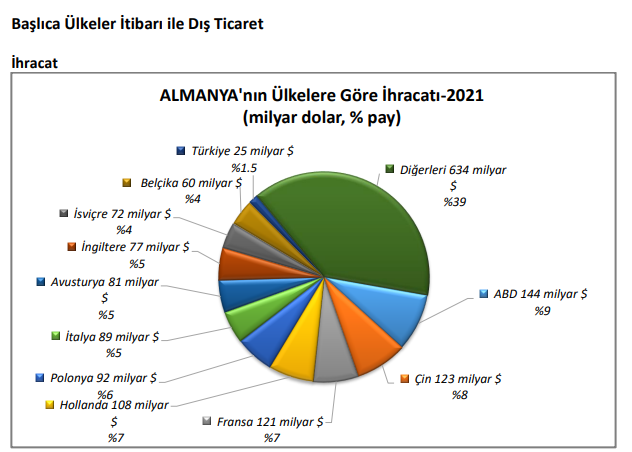 Başlıca Ülkeler İtibarı ile Dış Ticaret
İhracat
ALMANYA'nın Ülkelere Göre İhracatı-2021
(milyar dolar, % pay)
Diğerleri 634 milyar
$
%39
ABD 144 milyar $
%9
Çin 123 milyar $
%8
Fransa 121 milyar $
%7
Hollanda 108 milyar
$
%7
Polonya 92 milyar $
%6
İtalya 89 milyar $
%5
Avusturya 81 milyar
$
%5
İngiltere 77 milyar $
%5
İsviçre 72 milyar $
%4
Belçika 60 milyar $
%4
Türkiye 25 milyar $
%1.5